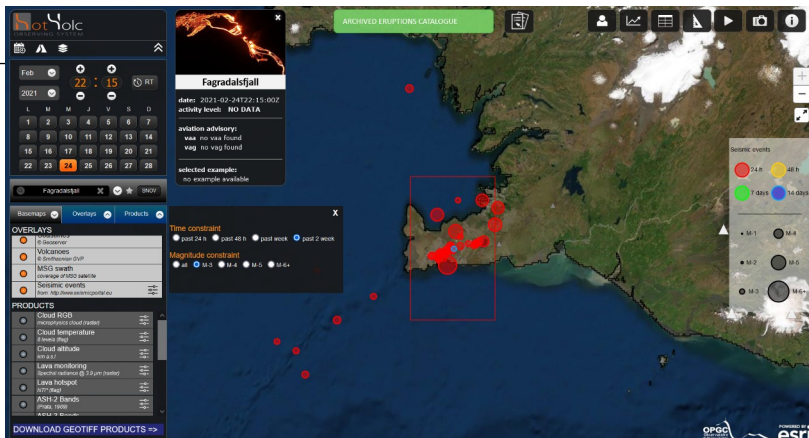 HotVolc
OBSERVING SYSTEM
Feb
22 : 15
RT
2021
L M M J V S D
1 2 3 4 5 6 7
8 9 10 11 12 13 14
15 16 17 18 19 20 21
22 23 24 25 26 27 28
Fagradalsfjall X BNOV
Basemaps Overlays Products
OVERLAYS
© Geoserver
Volcanoes
© Smithsonian GVP
MSG swath
coverage of MSG satellite
Seismic events
from: http://www.seismicportal.eu
PRODUCTS
Cloud RGB
microphysics cloud (raster)
Cloud temperature
8 levels (flag)
Cloud altitude
km a.s.l
Lava monitoring
Spectral radiance @ 3.9 µm (raster)
Lava hotspot
NTI* (flag)
ASH-2 Bands
(Prata, 1989)
ASH-3 Bands
DOWNLOAD GEOTIFF PRODUCTS =>
x
Fagradalsfjall
date: 2021-02-24T22:15:00Z
activity level: NO DATA
aviation advisory:
vaa no vaa found
vag no vag found
selected example:
no example available
X
Time constraint
past 24 h past 48 h past week past 2 week
Magnitude constraint
all M-3 M-4 M-5 M-6+
ARCHIVED ERUPTIONS CATALOGUE
+
−
Seismic events
24 h 48 h
7 days 14 days
M-1 M-4
M-2 M-5
M-3 M-6+
OPGC
POWERED BY
esri